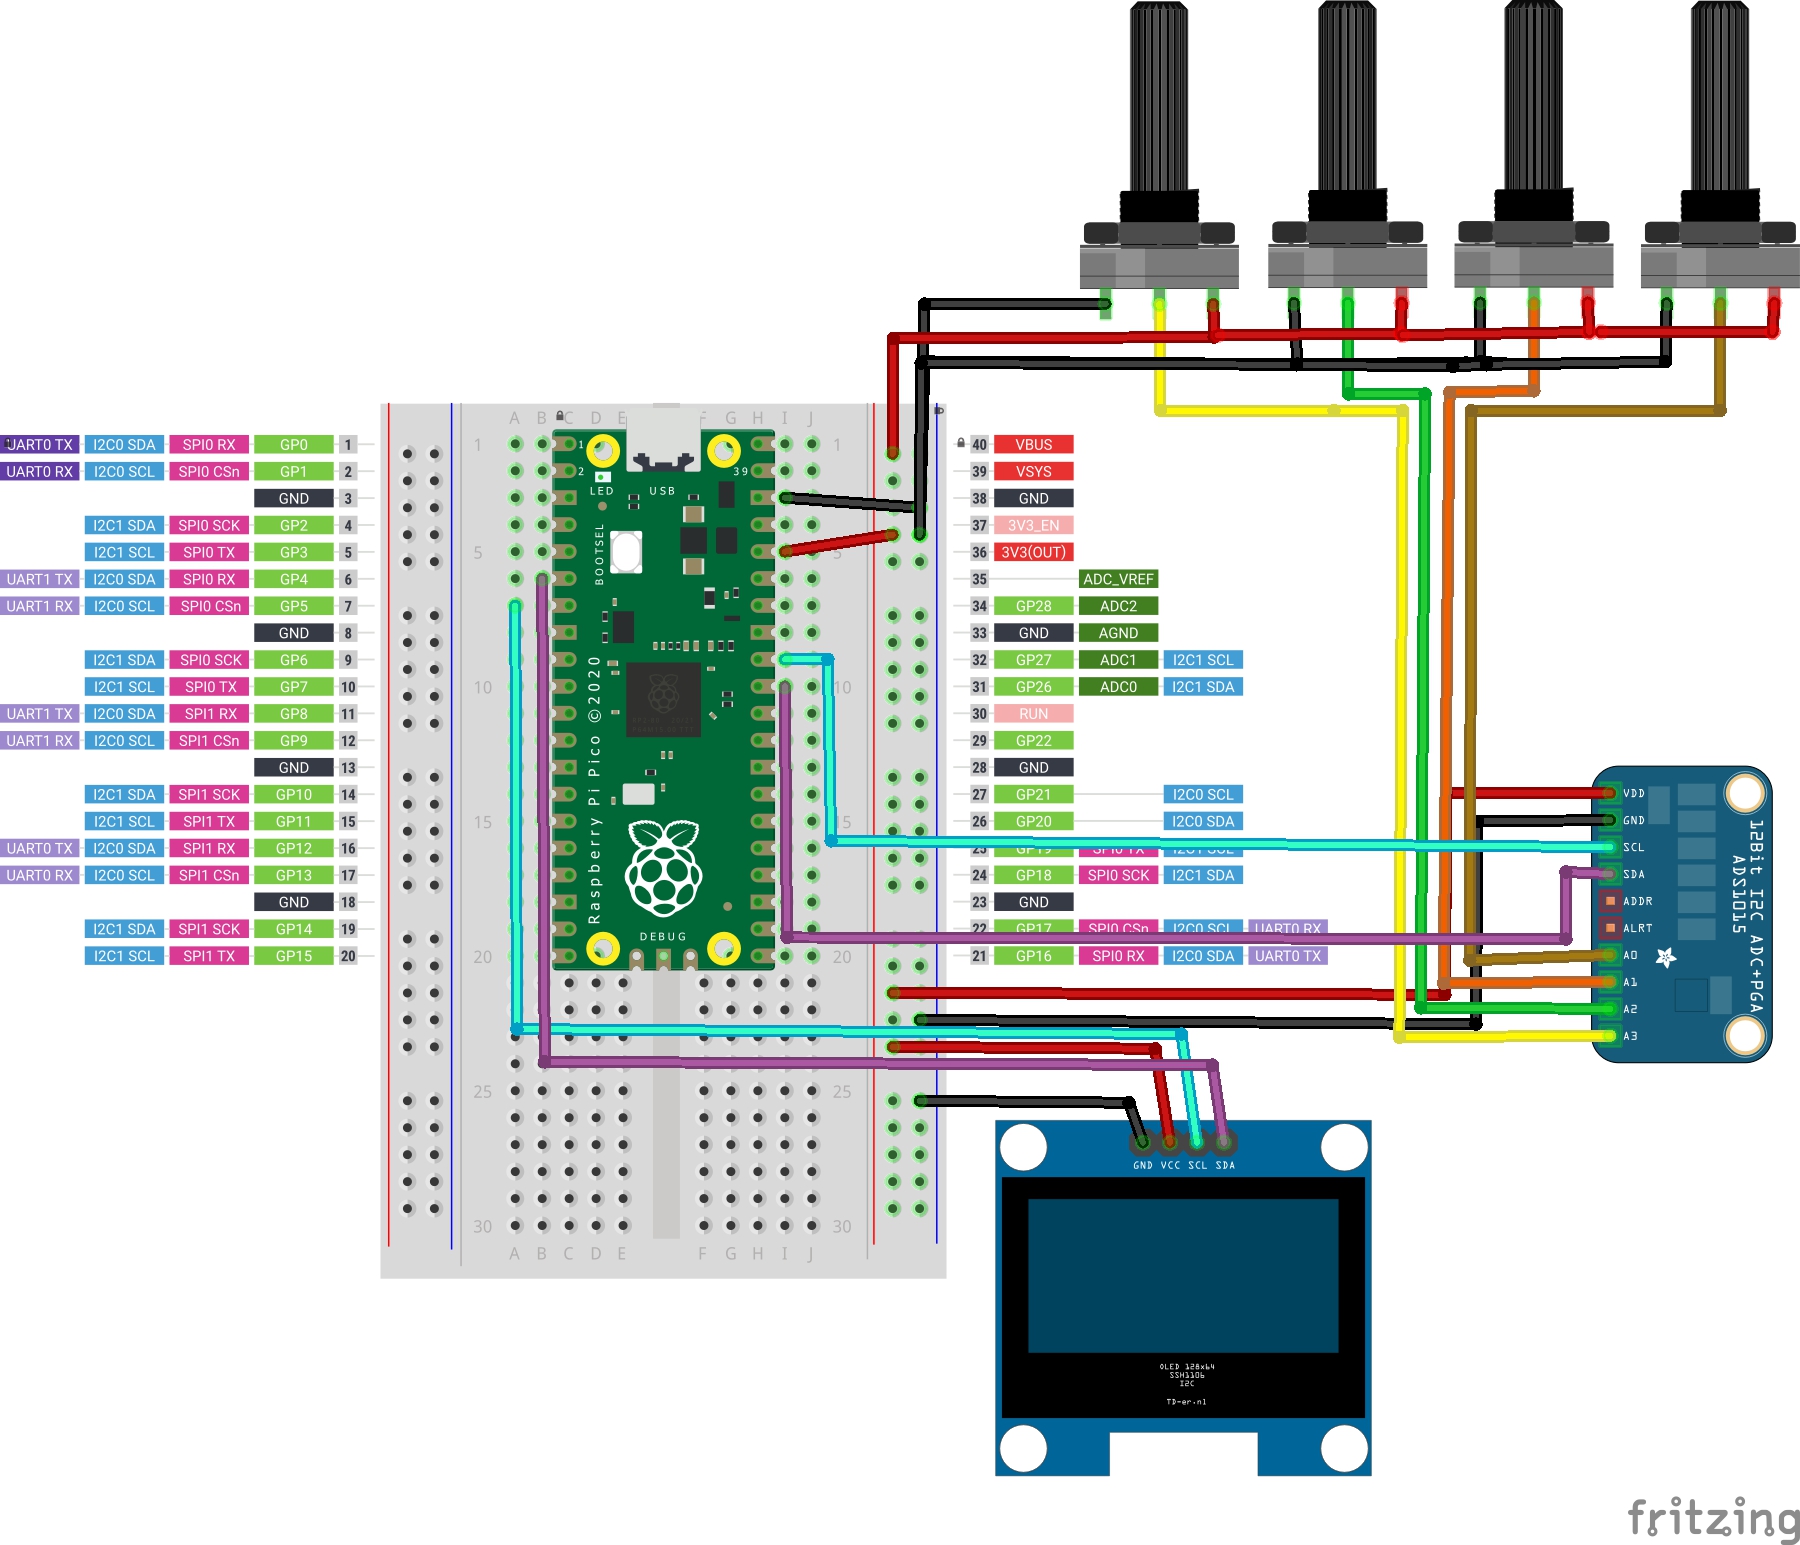 A B C D E F G H I J
UART0 TX I2C0 SDA SPI0 RX GP0 1
UART0 RX I2C0 SCL SPI0 CSn GP1 2
GND 3
I2C1 SDA SPI0 SCK GP2 4
I2C1 SCL SPI0 TX GP3 5
UART1 TX I2C0 SDA SPI0 RX GP4 6
UART1 RX I2C0 SCL SPI0 CSn GP5 7
GND 8
I2C1 SDA SPI0 SCK GP6 9
I2C1 SCL SPI0 TX GP7 10
UART1 TX I2C0 SDA SPI1 RX GP8 11
UART1 RX I2C0 SCL SPI1 CSn GP9 12
GND 13
I2C1 SDA SPI1 SCK GP10 14
I2C1 SCL SPI1 TX GP11 15
UART0 TX I2C0 SDA SPI1 RX GP12 16
UART0 RX I2C0 SCL SPI1 CSn GP13 17
GND 18
I2C1 SDA SPI1 SCK GP14 19
I2C1 SCL SPI1 TX GP15 20
1 1
5 5
10 10
15
20 20
25 25
30 30
1
2
39
LED USB
BOOTSEL
Raspberry Pi Pico ©2020
DEBUG
A B C D E F G H I J
40 VBUS
39 VSYS
38 GND
37 3V3_EN
36 3V3(OUT)
35 ADC_VREF
34 GP28 ADC2
33 GND AGND
32 GP27 ADC1 I2C1 SCL
31 GP26 ADC0 I2C1 SDA
30 RUN
29 GP22
28 GND
27 GP21 I2C0 SCL
26 GP20 I2C0 SDA
25 GP19 SPI0 TX I2C1 SCL
24 GP18 SPI0 SCK I2C1 SDA
23 GND
22 GP17 SPI0 CSn I2C0 SCL UART0 RX
21 GP16 SPI0 RX I2C0 SDA UART0 TX
VDD
GND
SCL
SDA
ADDR
ALRT
A0
A1
A2
A3
12Bit I2C ADC+PGA
ADS1015
GND VCC SCL SDA
OLED 128x64
SSH1106
I2C
TD-er.nl
fritzing